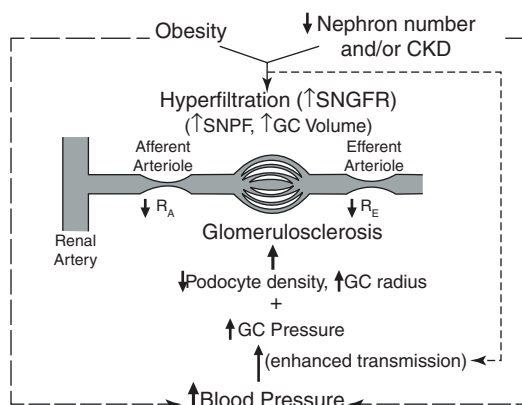 Obesity
↓ Nephron number
and/or CKD
Hyperfiltration (↑SNGFR)
(↑SNPF, ↑GC Volume)
Afferent
Arteriole
Efferent
Arteriole
↓ R_A
↓ R_E
Renal
Artery
Glomerulosclerosis
↓Podocyte density, ↑GC radius
+
↑GC Pressure
(enhanced transmission)
↑Blood Pressure